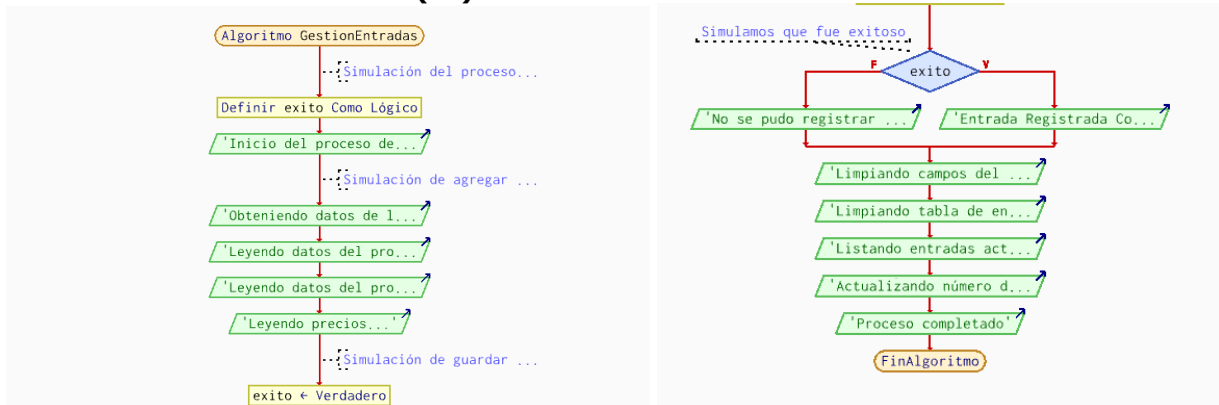 Algoritmo GestionEntradas
Simulación del proceso...
Definir exito Como Lógico
'Inicio del proceso de...
Simulación de agregar ...
'Obteniendo datos de l...
'Leyendo datos del pro...
'Leyendo datos del pro...
'Leyendo precios...'
Simulación de guardar ...
exito ← Verdadero
Simulamos que fue exitoso
F
exito
V
'No se pudo registrar ...
'Entrada Registrada Co...
'Limpiando campos del ...
'Limpiando tabla de en...
'Listando entradas act...
'Actualizando número d...
'Proceso completado'
FinAlgoritmo